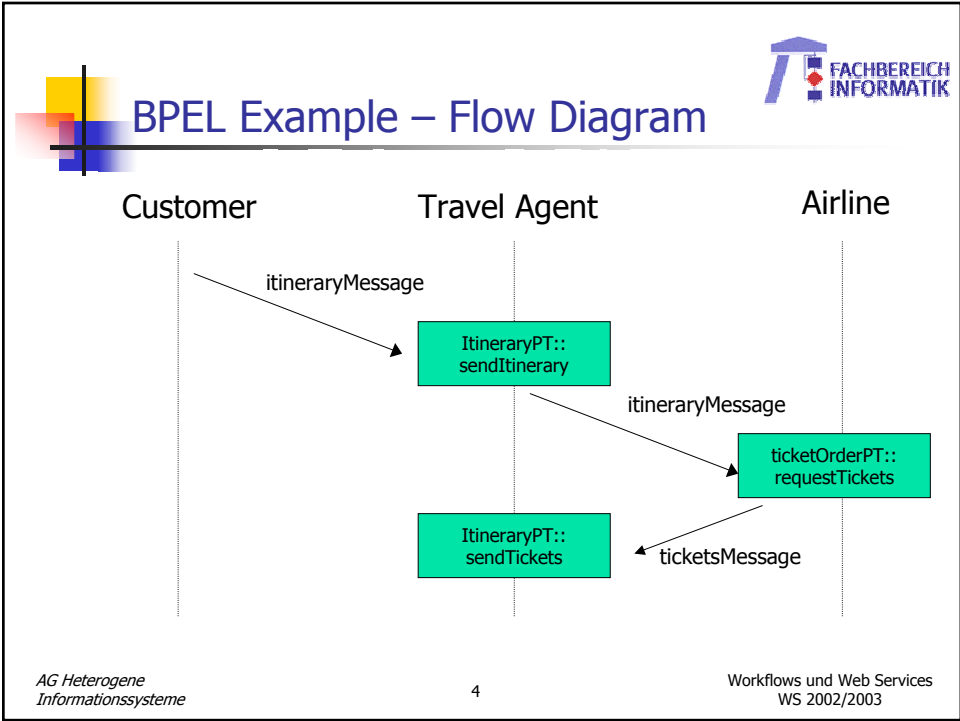 FACHBEREICH
INFORMATIK
BPEL Example – Flow Diagram
Customer
Travel Agent
Airline
itineraryMessage
ItineraryPT::
sendItinerary
itineraryMessage
ticketOrderPT::
requestTickets
ItineraryPT::
sendTickets
ticketsMessage
AG Heterogene
Informationssysteme
4
Workflows und Web Services
WS 2002/2003